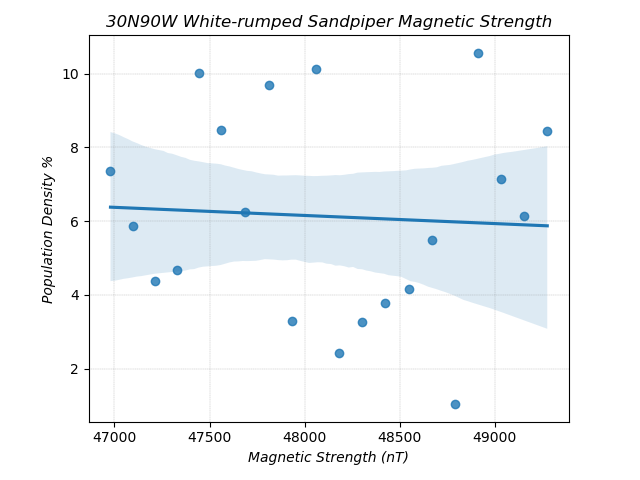 30N90W White-rumped Sandpiper Magnetic Strength
10
8
6
4
2
Population Density %
47000 47500 48000 48500 49000
Magnetic Strength (nT)